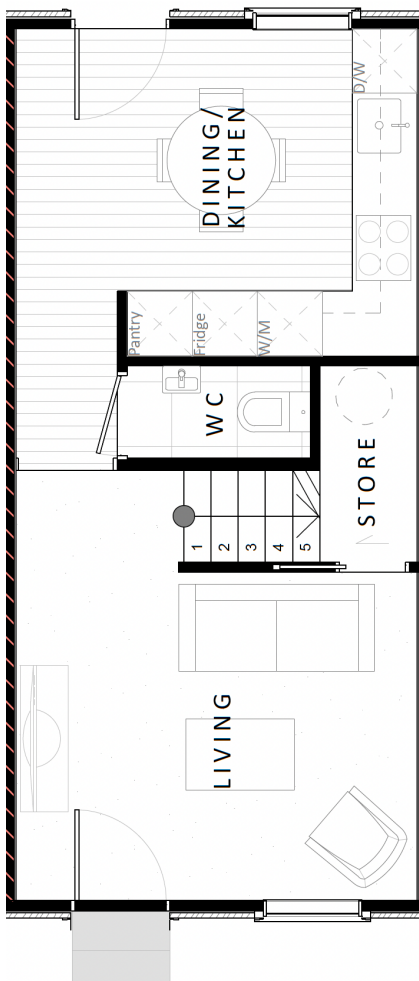 D/W
DINING/
KITCHEN
Pantry
Fridge
W/M
WC
STORE
1
2
3
4
5
LIVING